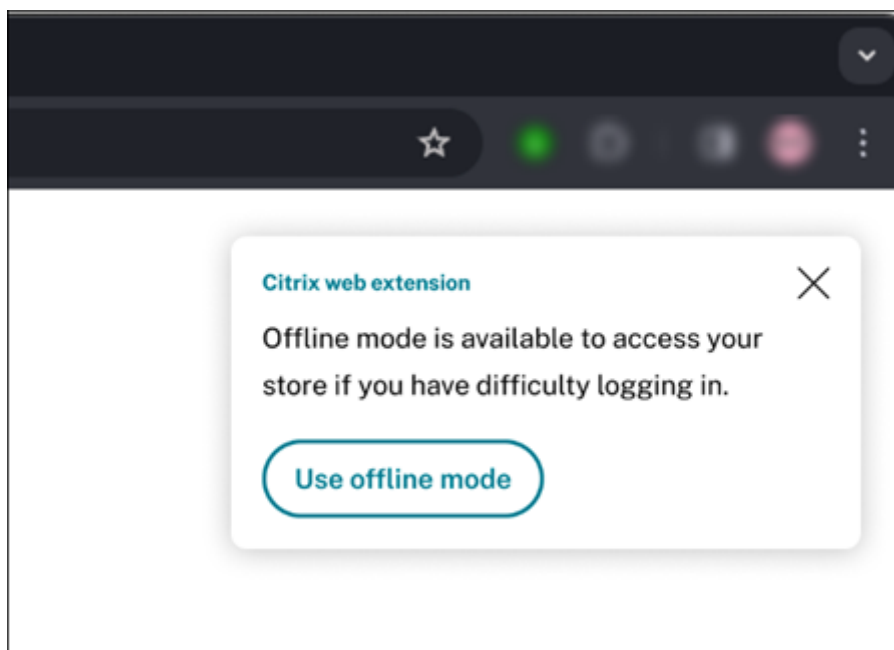 Citrix web extension
Offline mode is available to access your
store if you have difficulty logging in.
Use offline mode